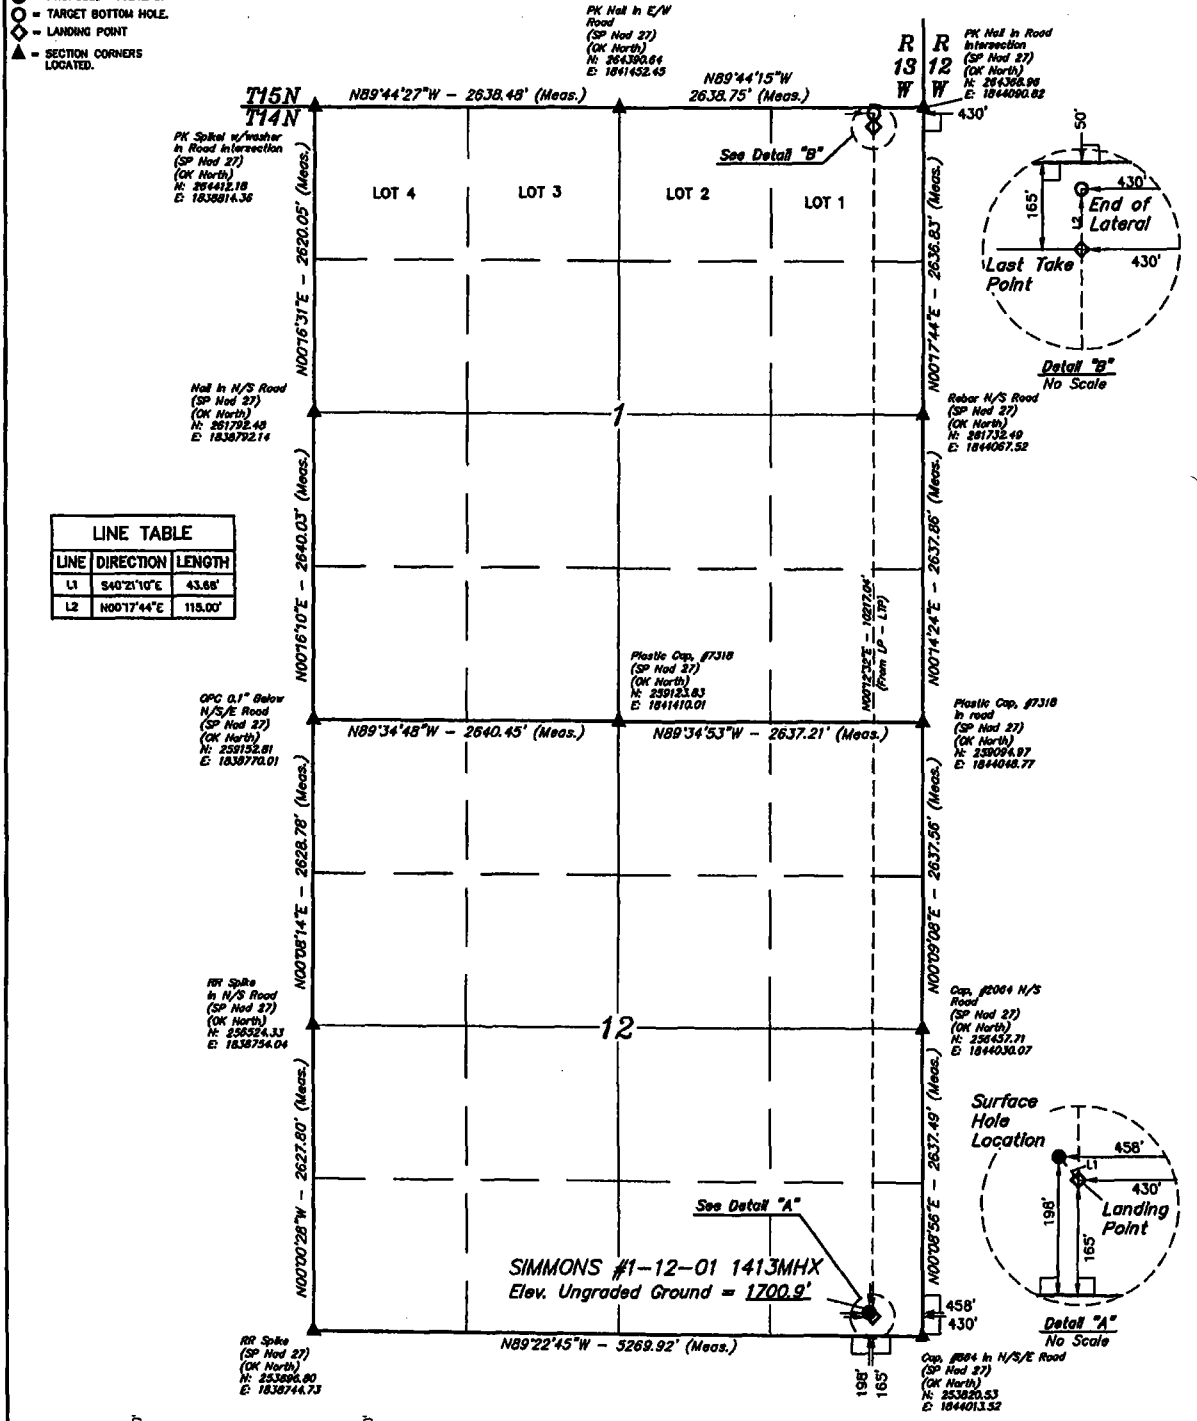 = TARGET BOTTOM HOLE.
= LANDING POINT
= SECTION CORNERS
LOCATED.
PK Nail in E/W
Road
(SP Nad 27)
(OK North)
N: 264390.64
E: 1841452.45
R R
13 12
W W
PK Nail in Road
Intersection
(SP Nad 27)
(OK North)
N: 264368.96
E: 1844090.82
T15N
T14N
N89°44'27"W - 2638.48' (Meas.)
N89°44'15"W
2638.75' (Meas.)
430'
PK Spike w/washer
in Road Intersection
(SP Nad 27)
(OK North)
N: 264412.18
E: 1838814.36
See Detail "B"
LOT 4
LOT 3
LOT 2
LOT 1
N00°16'31"E - 2620.05' (Meas.)
N00°17'44"E - 2636.83' (Meas.)
50'
430'
165'
L2
End of
Lateral
Last Take
Point
430'
Detail "B"
No Scale
Nail in N/S Road
(SP Nad 27)
(OK North)
N: 261792.48
E: 1838792.14
1
Rebar N/S Road
(SP Nad 27)
(OK North)
N: 261732.49
E: 1844067.52
LINE TABLE
LINE DIRECTION LENGTH
L1 S40°21'10"E 43.68'
L2 N00°17'44"E 115.00'
N00°16'10"E - 2640.03' (Meas.)
N00°12'32"E - 10217.04'
(From LP - LTP)
N00°14'24"E - 2637.86' (Meas.)
OPC 0.1" Below
N/S/E Road
(SP Nad 27)
(OK North)
N: 259152.81
E: 1838770.01
Plastic Cap, #7318
(SP Nad 27)
(OK North)
N: 259123.83
E: 1841410.01
Plastic Cap, #7318
in road
(SP Nad 27)
(OK North)
N: 259094.97
E: 1844048.77
N89°34'48"W - 2640.45' (Meas.)
N89°34'53"W - 2637.21' (Meas.)
N00°08'14"E - 2628.78' (Meas.)
N00°09'08"E - 2637.56' (Meas.)
RR Spike
in N/S Road
(SP Nad 27)
(OK North)
N: 256524.33
E: 1838754.04
12
Cap, #2064 N/S
Road
(SP Nad 27)
(OK North)
N: 256457.71
E: 1844030.07
N00°00'28"W - 2627.80' (Meas.)
N00°08'56"E - 2637.49' (Meas.)
Surface
Hole
Location
458'
L1
430'
198'
165'
Landing
Point
Detail "A"
No Scale
See Detail "A"
SIMMONS #1-12-01 1413MHX
Elev. Ungraded Ground = 1700.9'
458'
430'
N89°22'45"W - 5269.92' (Meas.)
198'
165'
RR Spike
(SP Nad 27)
(OK North)
N: 253896.80
E: 1838744.73
Cap, #664 in N/S/E Road
(SP Nad 27)
(OK North)
N: 253820.53
E: 1844013.52